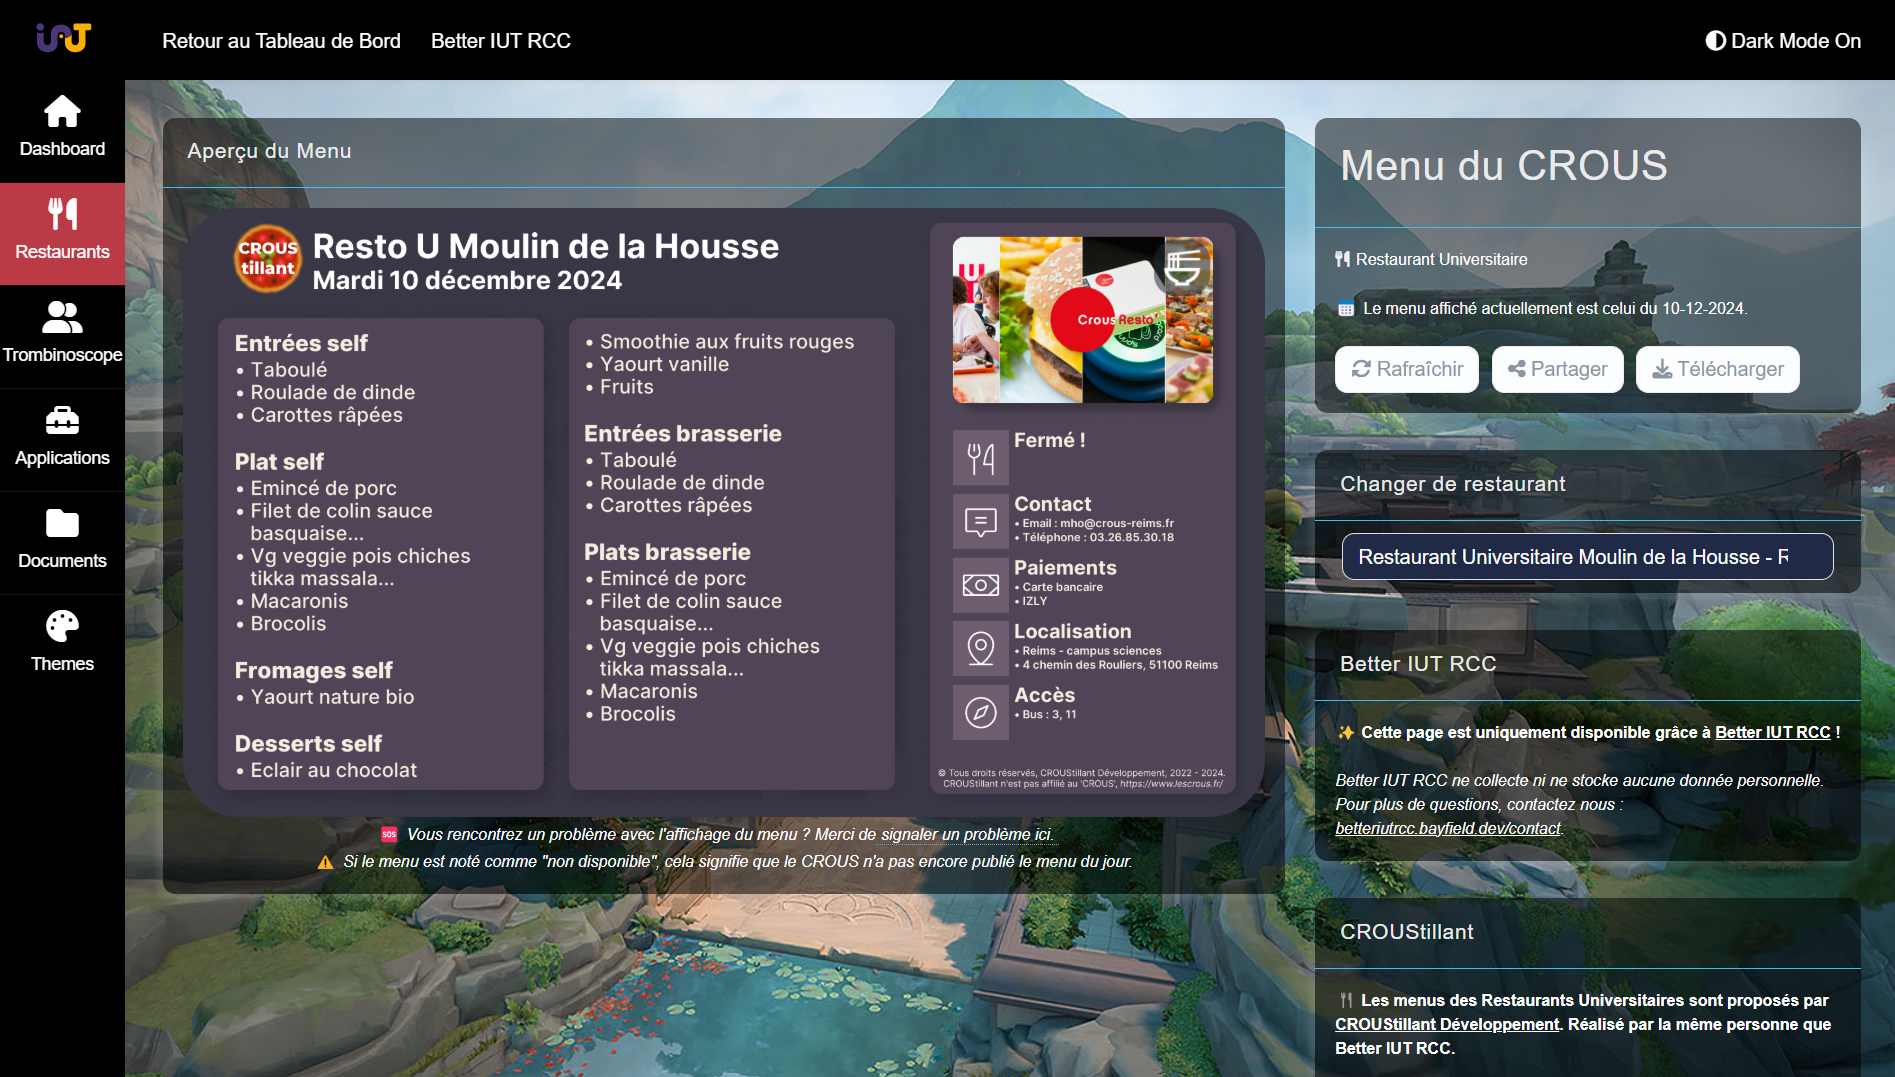 iUT
Retour au Tableau de Bord
Better IUT RCC
Dark Mode On
Dashboard
Restaurants
Trombinoscope
Applications
Documents
Themes
Aperçu du Menu
CROUS
tillant
Resto U Moulin de la Housse
Mardi 10 décembre 2024
Entrées self
• Taboulé
• Roulade de dinde
• Carottes râpées
Plat self
• Emincé de porc
• Filet de colin sauce
basquaise...
• Vg veggie pois chiches
tikka massala...
• Macaronis
• Brocolis
Fromages self
• Yaourt nature bio
Desserts self
• Eclair au chocolat
• Smoothie aux fruits rouges
• Yaourt vanille
• Fruits
Entrées brasserie
• Taboulé
• Roulade de dinde
• Carottes râpées
Plats brasserie
• Emincé de porc
• Filet de colin sauce
basquaise...
• Vg veggie pois chiches
tikka massala...
• Macaronis
• Brocolis
Crous Resto'
Fermé !
Contact
• Email : mho@crous-reims.fr
• Téléphone : 03.26.85.30.18
Paiements
• Carte bancaire
• IZLY
Localisation
• Reims - campus sciences
• 4 chemin des Rouliers, 51100 Reims
Accès
• Bus : 3, 11
© Tous droits réservés, CROUStillant Développement, 2022 - 2024.
CROUStillant n'est pas affilié au 'CROUS', https://www.lescrous.fr/
SOS Vous rencontrez un problème avec l'affichage du menu ? Merci de signaler un problème ici.
Si le menu est noté comme "non disponible", cela signifie que le CROUS n'a pas encore publié le menu du jour.
Menu du CROUS
Restaurant Universitaire
Le menu affiché actuellement est celui du 10-12-2024.
Rafraîchir
Partager
Télécharger
Changer de restaurant
Restaurant Universitaire Moulin de la Housse - R
Better IUT RCC
✨ Cette page est uniquement disponible grâce à Better IUT RCC !
Better IUT RCC ne collecte ni ne stocke aucune donnée personnelle.
Pour plus de questions, contactez nous :
betteriutrcc.bayfield.dev/contact.
CROUStillant
Les menus des Restaurants Universitaires sont proposés par
CROUStillant Développement. Réalisé par la même personne que
Better IUT RCC.